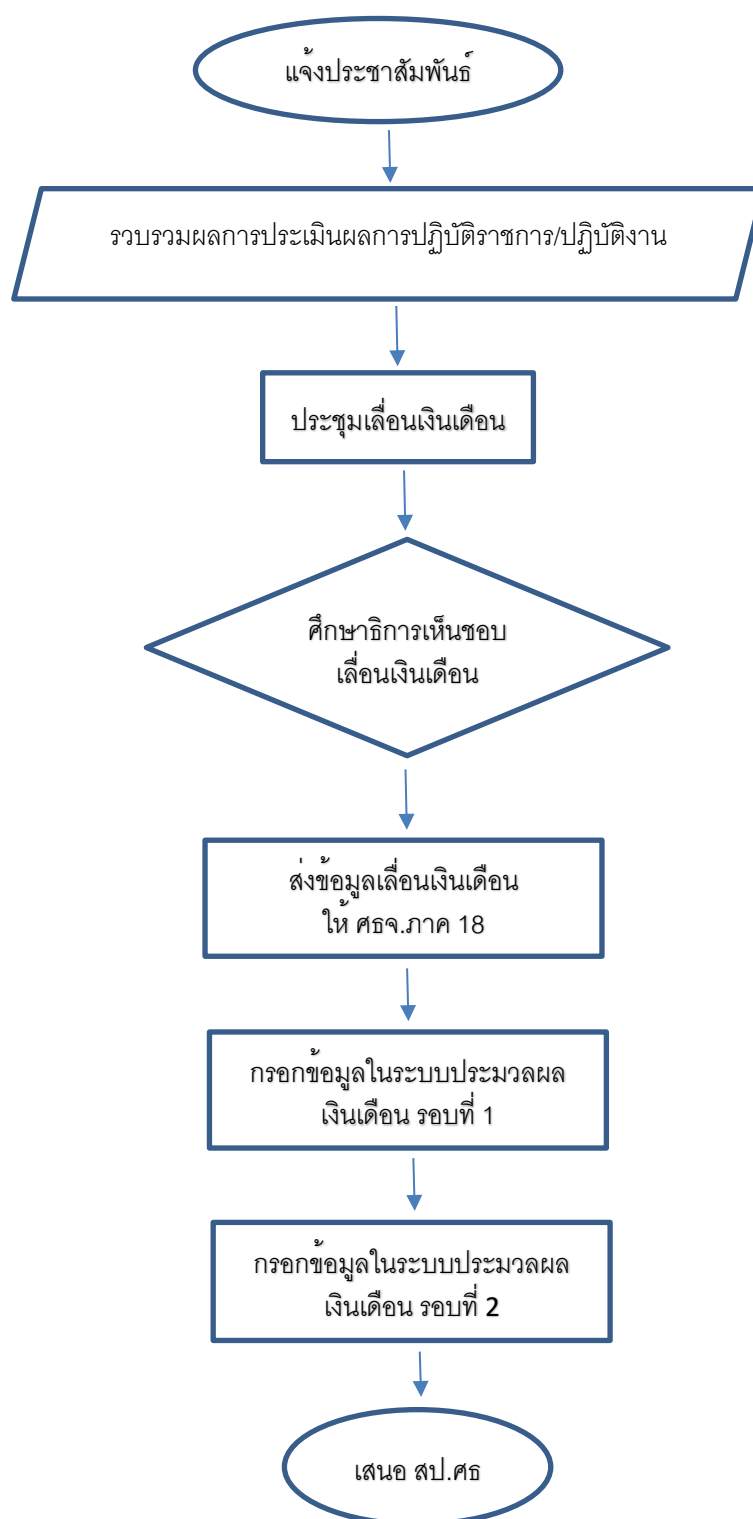 แจ้งประชาสัมพันธ์
รวบรวมผลการประเมินผลการปฏิบัติราชการ/ปฏิบัติงาน
ประชุมเลื่อนเงินเดือน
ศึกษาธิการเห็นชอบ
เลื่อนเงินเดือน
ส่งข้อมูลเลื่อนเงินเดือน
ให้ ศธจ.ภาค 18
กรอกข้อมูลในระบบประมวลผล
เงินเดือน รอบที่ 1
กรอกข้อมูลในระบบประมวลผล
เงินเดือน รอบที่ 2
เสนอ สป.ศธ